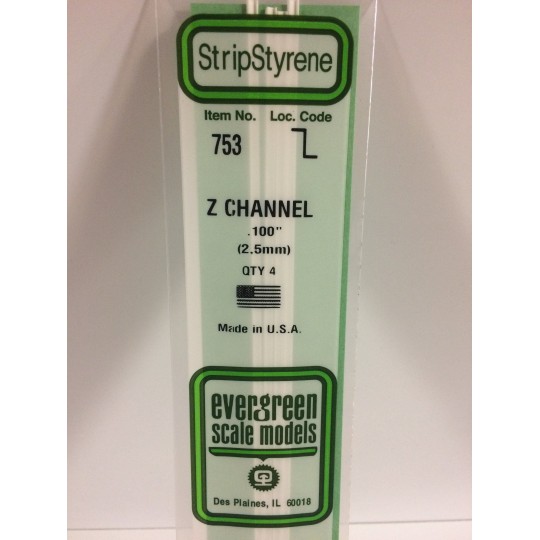 StripStyrene
Item No. Loc. Code
753
Z CHANNEL
.100"
(2.5mm)
QTY 4
Made in U.S.A.
evergreen
scale models
Des Plaines, IL 60018